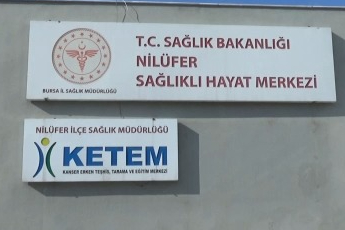 T.C. SAĞLIK BAKANLIĞI
NİLÜFER
SAĞLIKLI HAYAT MERKEZİ
BURSA İL SAĞLIK MÜDÜRLÜĞÜ
NİLÜFER İLÇE SAĞLIK MÜDÜRLÜĞÜ
KETEM
KANSER ERKEN TEŞHİS, TARAMA VE EĞİTİM MERKEZİ